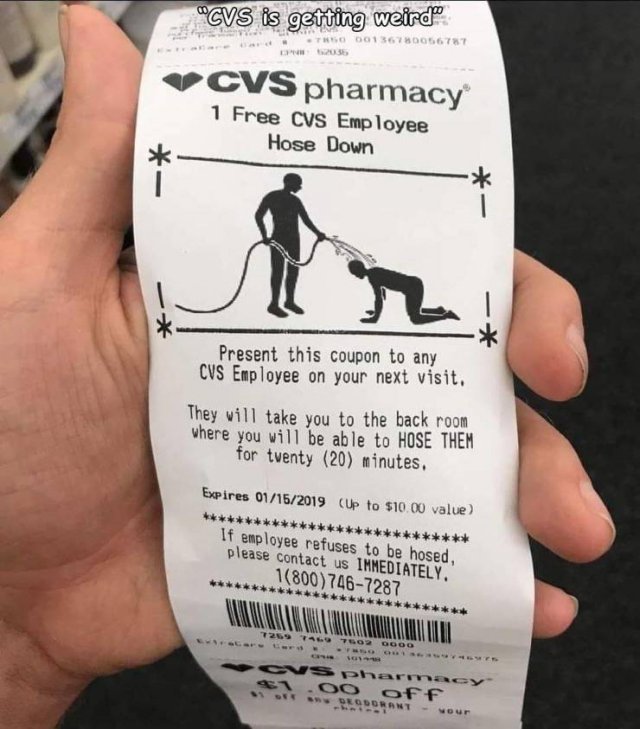 "CVS is getting weird"
CVS pharmacy®
1 Free CVS Employee
Hose Down
Present this coupon to any
CVS Employee on your next visit.
They will take you to the back room
where you will be able to HOSE THEM
for twenty (20) minutes.
Expires 01/15/2019 (Up to $10.00 value)
If employee refuses to be hosed,
please contact us IMMEDIATELY.
1(800)746-7287
7269 7469 7602 0000
CVS pharmacy
$1.00 off
DEODORANT - your